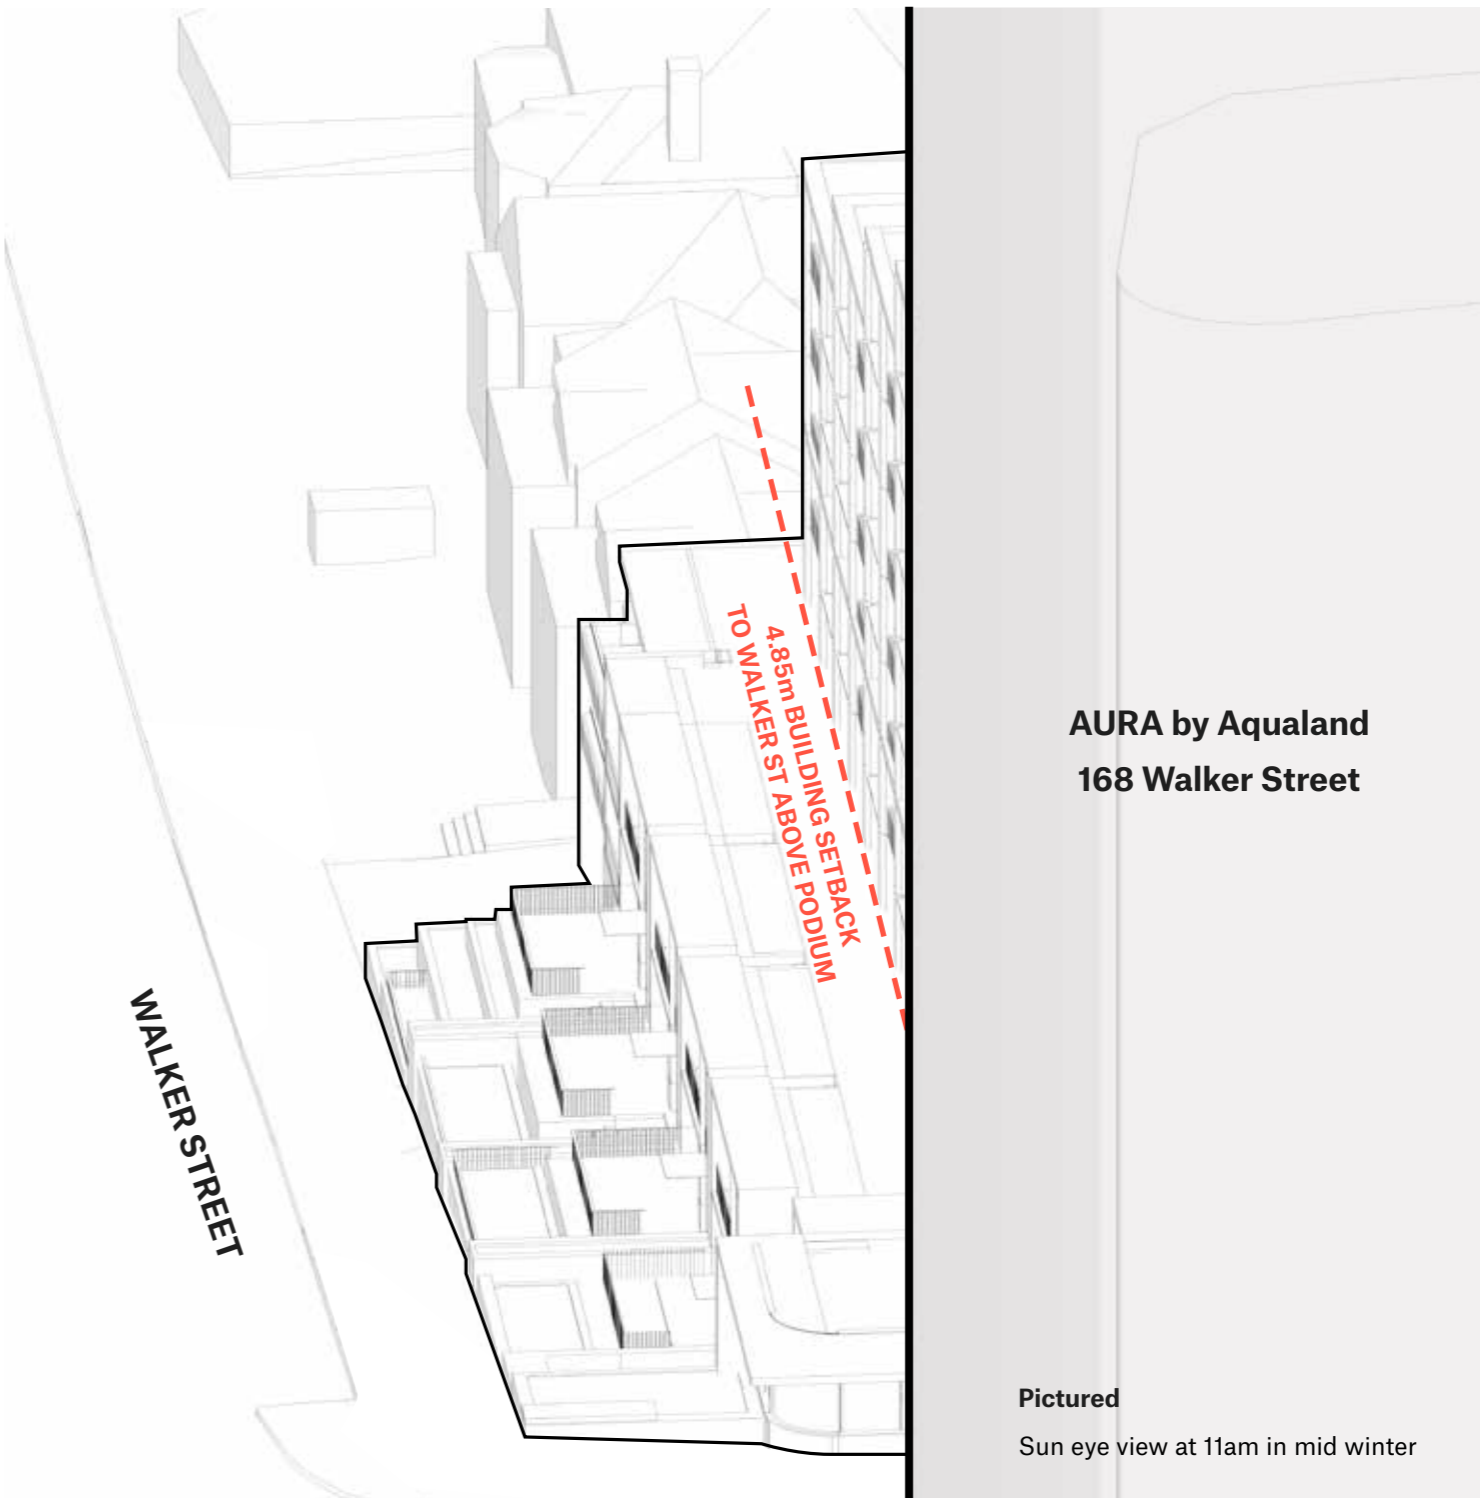 4.85m BUILDING SETBACK
TO WALKER ST ABOVE PODIUM
AURA by Aqualand
168 Walker Street
WALKER STREET
Pictured
Sun eye view at 11am in mid winter